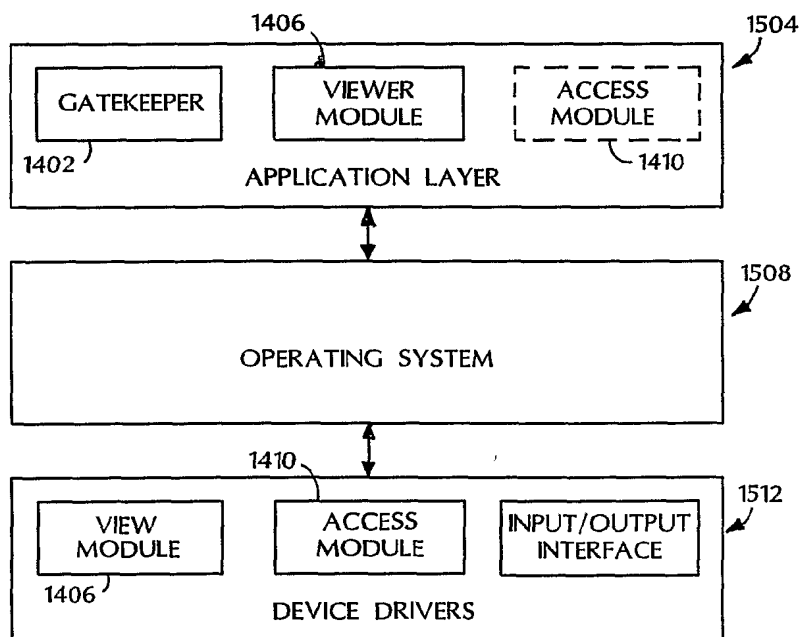 1406
1504
GATEKEEPER
VIEWER
MODULE
ACCESS
MODULE
1402
1410
APPLICATION LAYER
1508
OPERATING SYSTEM
1410
1512
VIEW
MODULE
ACCESS
MODULE
INPUT/OUTPUT
INTERFACE
1406
DEVICE DRIVERS